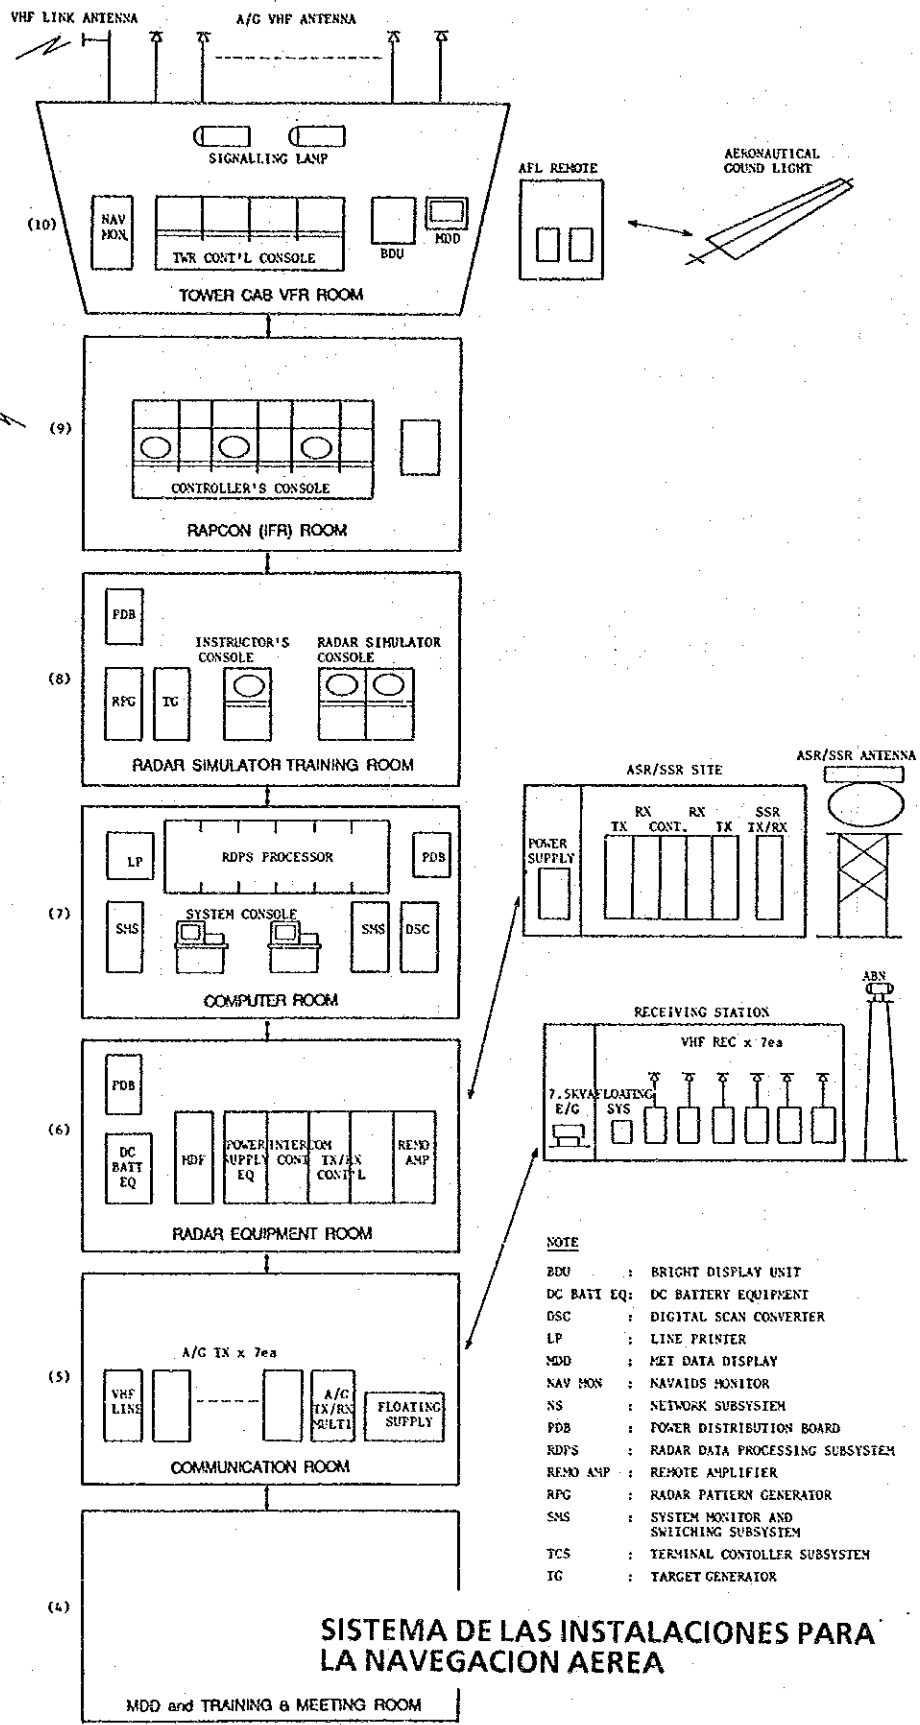 VHF LINK ANTENNA
A/G VHF ANTENNA
SIGNALLING LAMP
(10)
NAV
MON.
TWR CONT'L CONSOLE
BDU
MDD
TOWER CAB VFR ROOM
AFL REMOTE
AERONAUTICAL
GOUND LIGHT
(9)
CONTROLLER'S CONSOLE
RAPCON (IFR) ROOM
(8)
PDB
RPG
TG
INSTRUCTOR'S
CONSOLE
RADAR SIMULATOR
CONSOLE
RADAR SIMULATOR TRAINING ROOM
(7)
LP
RDPS PROCESSOR
PDB
SMS
SYSTEM CONSOLE
SMS
DSC
COMPUTER ROOM
ASR/SSR SITE
ASR/SSR ANTENNA
POWER
SUPPLY
TX
RX
CONT.
RX
TX
SSR
TX/RX
RECEIVING STATION
ABN
VHF REC x 7ea
7.5KVA
E/G
FLOATING
SYS
(6)
PDB
DC
BATT
EQ
MDF
POWER
SUPPLY
EQ
INTERCOM
CONT
TX/RX
CONT'L
REMO
AMP
RADAR EQUIPMENT ROOM
(5)
A/G TX x 7ea
VHF
LINE
A/G
TX/RX
MULTI
FLOATING
SUPPLY
COMMUNICATION ROOM
NOTE
BDU : BRIGHT DISPLAY UNIT
DC BATT EQ: DC BATTERY EQUIPMENT
DSC : DIGITAL SCAN CONVERTER
LP : LINE PRINTER
MDD : MET DATA DISPLAY
NAV MON : NAVAIDS MONITOR
NS : NETWORK SUBSYSTEM
PDB : POWER DISTRIBUTION BOARD
RDPS : RADAR DATA PROCESSING SUBSYSTEM
REMO AMP : REMOTE AMPLIFIER
RPG : RADAR PATTERN GENERATOR
SMS : SYSTEM MONITOR AND
SWITCHING SUBSYSTEM
TCS : TERMINAL CONTOLLER SUBSYSTEM
TG : TARGET GENERATOR
(4)
MDD and TRAINING & MEETING ROOM
SISTEMA DE LAS INSTALACIONES PARA
LA NAVEGACION AEREA